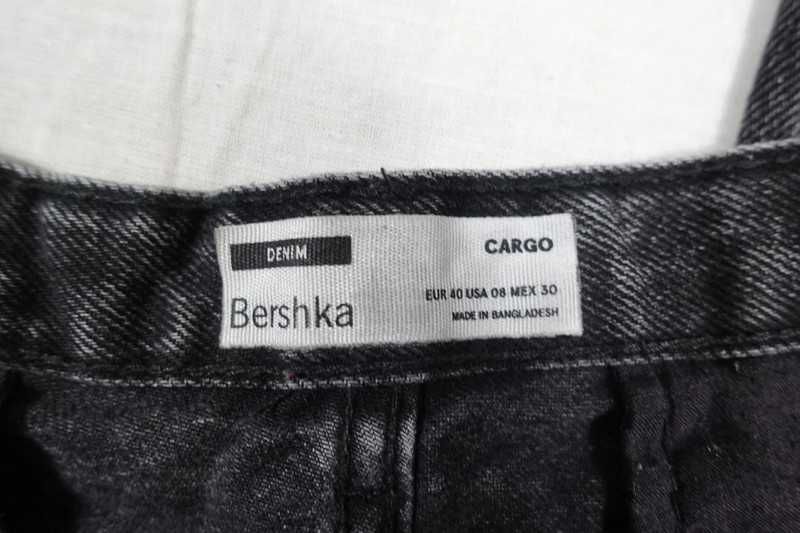 DENIM
Bershka
CARGO
EUR 40 USA 08 MEX 30
MADE IN BANGLADESH